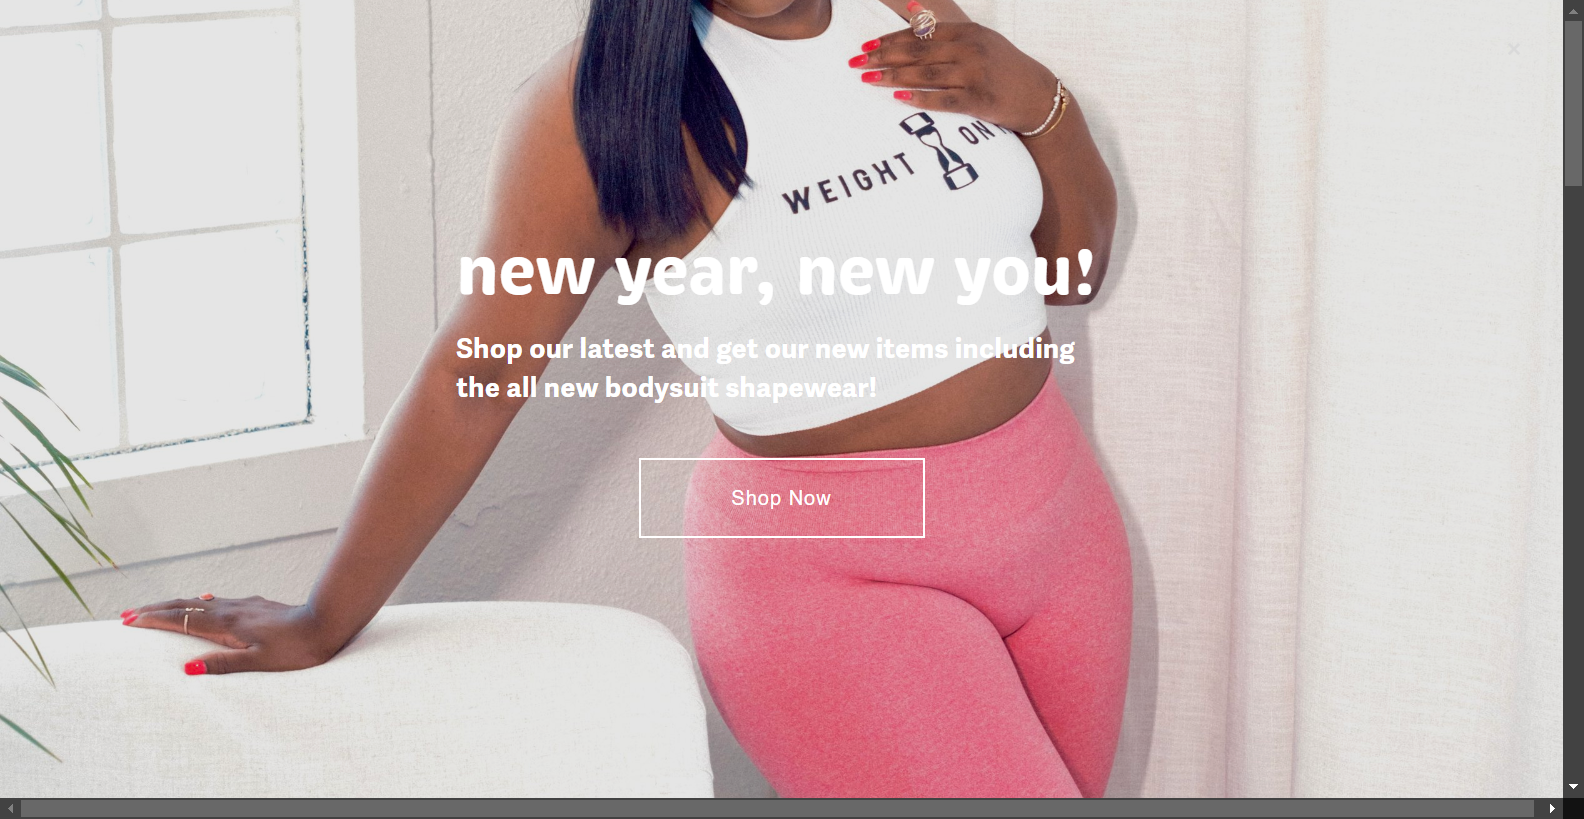 WEIGHT ON
new year, new you!
Shop our latest and get our new items including
the all new bodysuit shapewear!
Shop Now